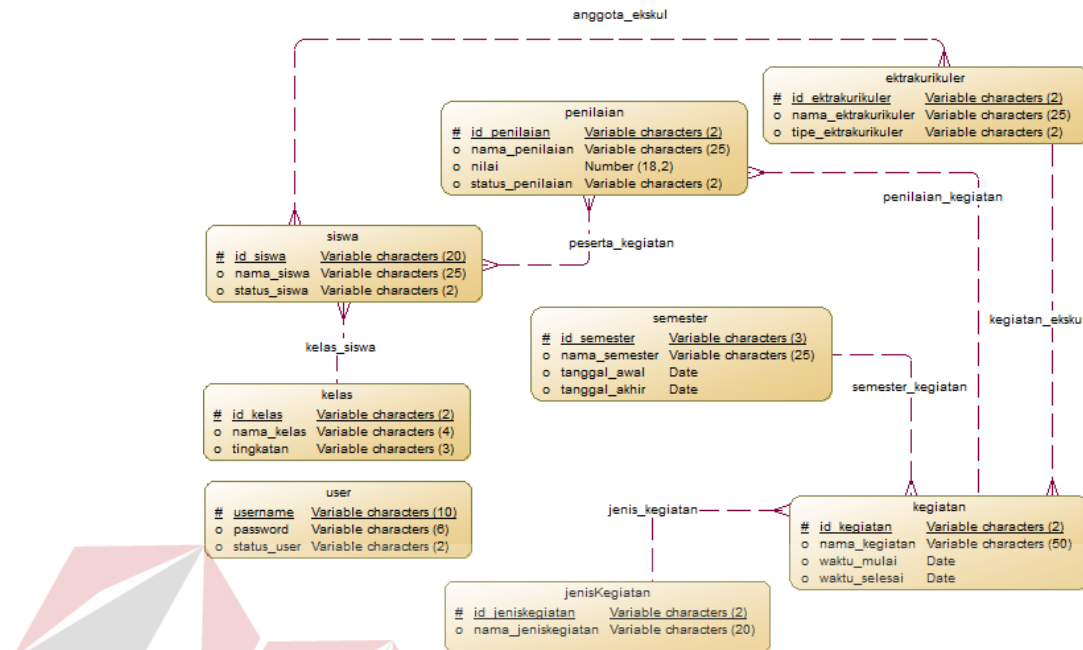 anggota_ekskul
ektrakurikuler
# id_ektrakurikuler Variable characters (2)
o nama_ektrakurikuler Variable characters (25)
o tipe_ektrakurikuler Variable characters (2)
penilaian
# id_penilaian Variable characters (2)
o nama_penilaian Variable characters (25)
o nilai Number (18,2)
o status_penilaian Variable characters (2)
penilaian_kegiatan
peserta_kegiatan
siswa
# id_siswa Variable characters (20)
o nama_siswa Variable characters (25)
o status_siswa Variable characters (2)
kelas_siswa
semester
# id_semester Variable characters (3)
o nama_semester Variable characters (25)
o tanggal_awal Date
o tanggal_akhir Date
kegiatan_eksku
semester_kegiatan
kelas
# id_kelas Variable characters (2)
o nama_kelas Variable characters (4)
o tingkatan Variable characters (3)
user
# username Variable characters (10)
o password Variable characters (6)
o status_user Variable characters (2)
jenis_kegiatan
kegiatan
# id_kegiatan Variable characters (2)
o nama_kegiatan Variable characters (50)
o waktu_mulai Date
o waktu_selesai Date
jenisKegiatan
# id_jeniskegiatan Variable characters (2)
o nama_jeniskegiatan Variable characters (20)